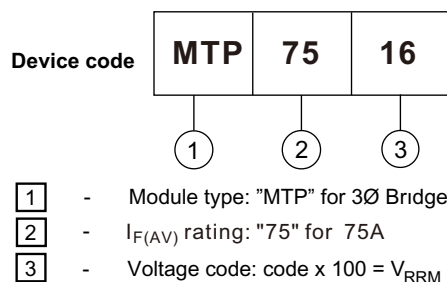 Device code MTP 75 16
1 2 3
1 - Module type: ”MTP” for 3Ø Brıdge
2 - IF(AV) rating: "75" for 75A
3 - Voltage code: code x 100 = VRRM